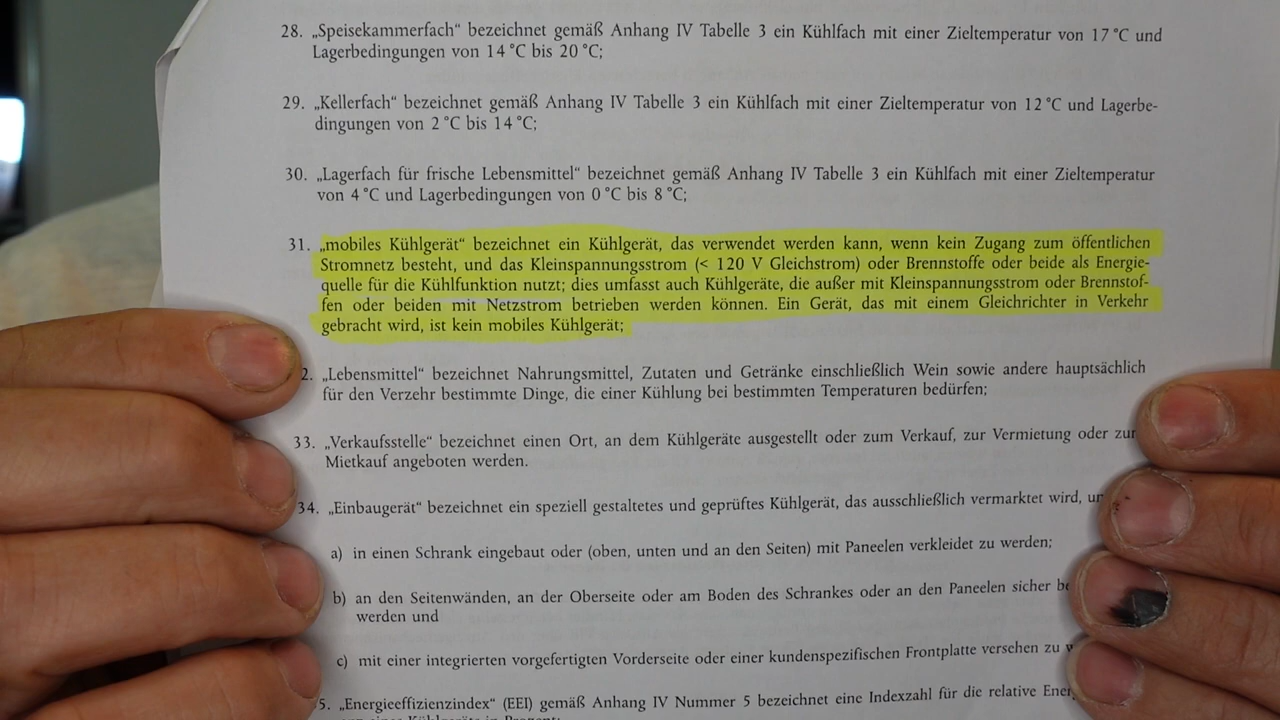 28. „Speisekammerfach“ bezeichnet gemäß Anhang IV Tabelle 3 ein Kühlfach mit einer Zieltemperatur von 17 °C und
Lagerbedingungen von 14 °C bis 20 °C;
29. „Kellerfach“ bezeichnet gemäß Anhang IV Tabelle 3 ein Kühlfach mit einer Zieltemperatur von 12 °C und Lagerbe-
dingungen von 2 °C bis 14 °C;
30. „Lagerfach für frische Lebensmittel“ bezeichnet gemäß Anhang IV Tabelle 3 ein Kühlfach mit einer Zieltemperatur
von 4 °C und Lagerbedingungen von 0 °C bis 8 °C;
31. „mobiles Kühlgerät“ bezeichnet ein Kühlgerät, das verwendet werden kann, wenn kein Zugang zum öffentlichen
Stromnetz besteht, und das Kleinspannungsstrom (< 120 V Gleichstrom) oder Brennstoffe oder beide als Energie-
quelle für die Kühlfunktion nutzt; dies umfasst auch Kühlgeräte, die außer mit Kleinspannungsstrom oder Brennstof-
fen oder beiden mit Netzstrom betrieben werden können. Ein Gerät, das mit einem Gleichrichter in Verkehr
gebracht wird, ist kein mobiles Kühlgerät;
2. „Lebensmittel“ bezeichnet Nahrungsmittel, Zutaten und Getränke einschließlich Wein sowie andere hauptsächlich
für den Verzehr bestimmte Dinge, die einer Kühlung bei bestimmten Temperaturen bedürfen;
33. „Verkaufsstelle“ bezeichnet einen Ort, an dem Kühlgeräte ausgestellt oder zum Verkauf, zur Vermietung oder zur
Mietkauf angeboten werden.
34. „Einbaugerät“ bezeichnet ein speziell gestaltetes und geprüftes Kühlgerät, das ausschließlich vermarktet wird,
a) in einen Schrank eingebaut oder (oben, unten und an den Seiten) mit Paneelen verkleidet zu werden;
b) an den Seitenwänden, an der Oberseite oder am Boden des Schrankes oder an den Paneelen sicher
werden und
c) mit einer integrierten vorgefertigten Vorderseite oder einer kundenspezifischen Frontplatte versehen zu
5. „Energieeffizienzindex“ (EEI) gemäß Anhang IV Nummer 5 bezeichnet eine Indexzahl für die relative